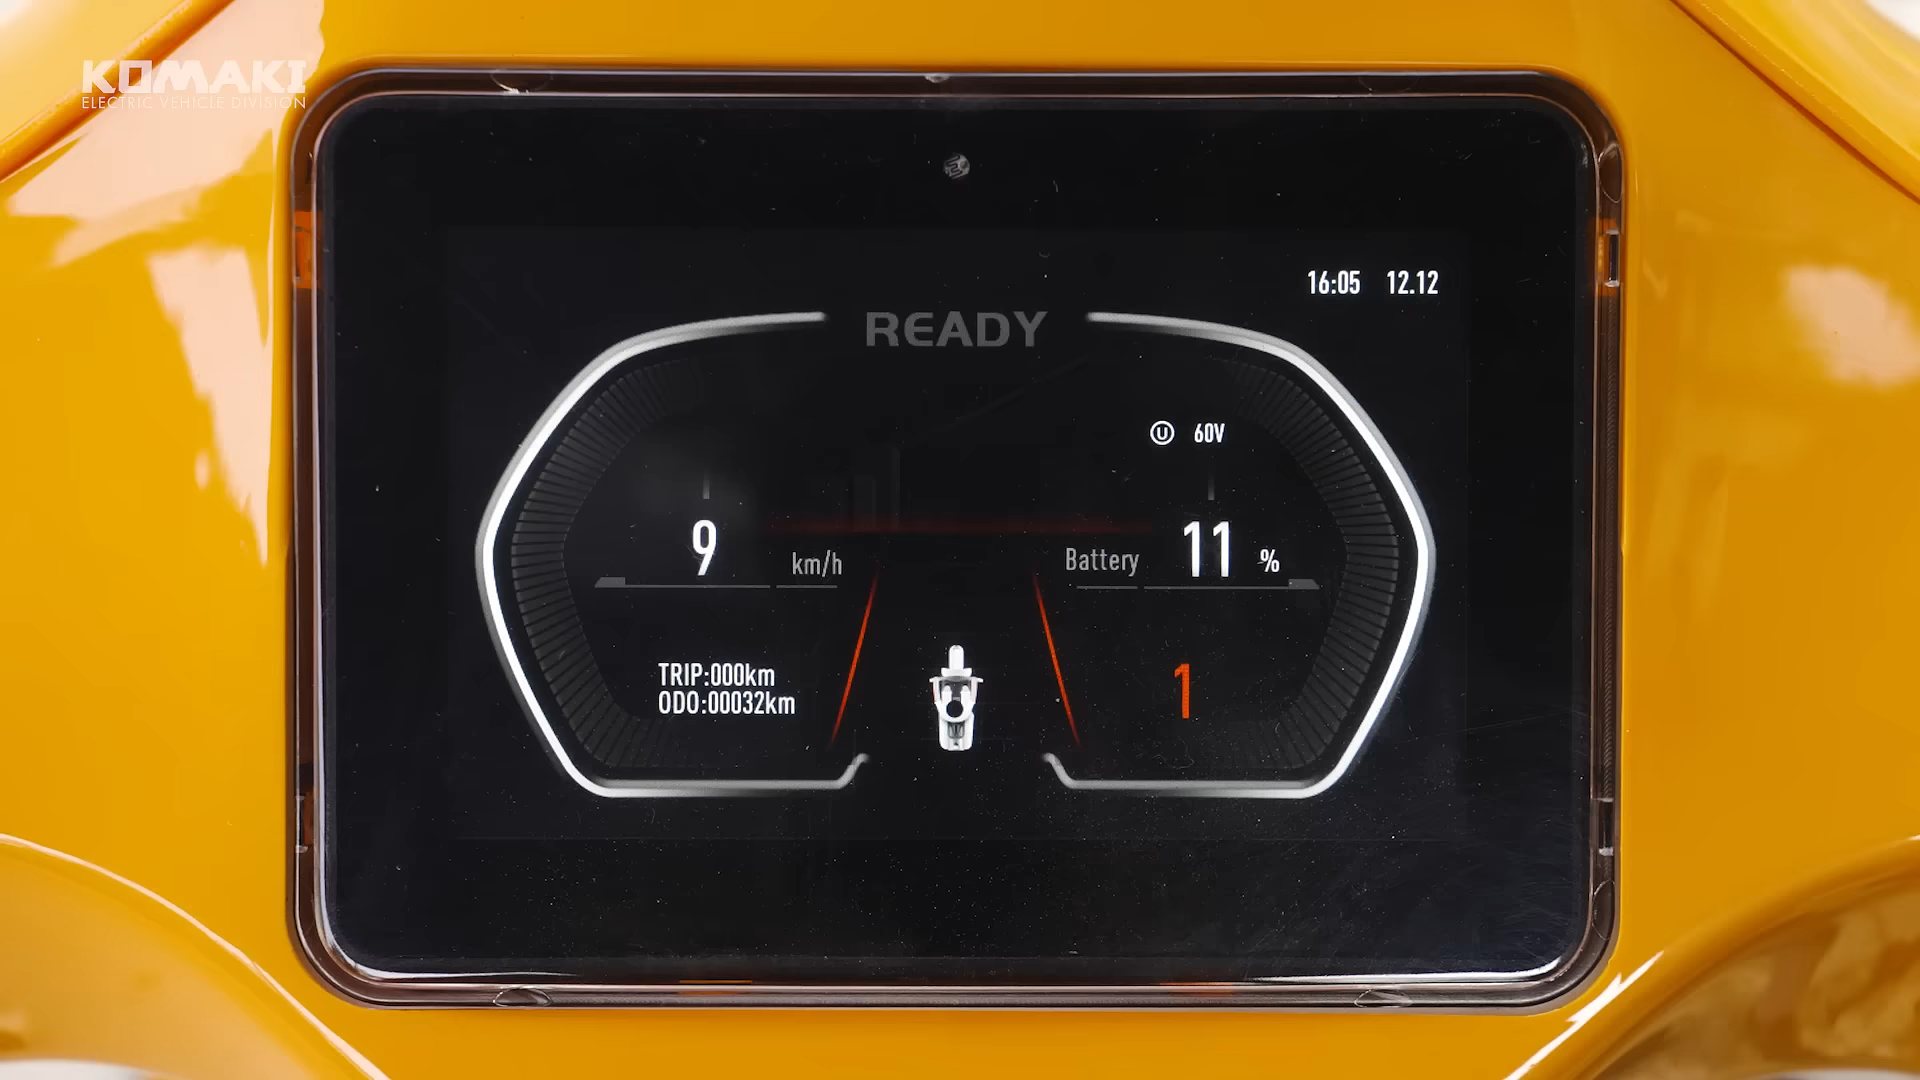 KOMAKI
ELECTRIC VEHICLE DIVISION
16:05 12.12
READY
U 60V
9 km/h
Battery 11 %
TRIP:000km
ODO:00032km
1